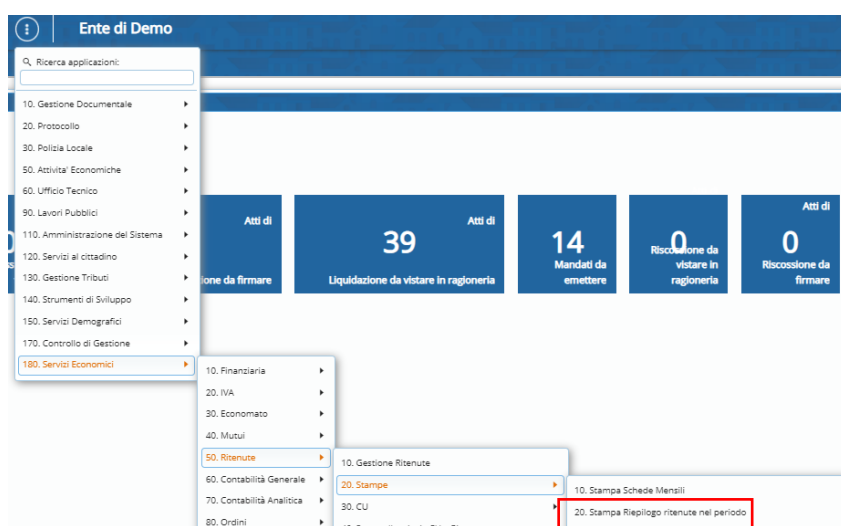 Ente di Demo
Ricerca applicazioni:
10. Gestione Documentale
20. Protocollo
30. Polizia Locale
50. Attivita' Economiche
60. Ufficio Tecnico
90. Lavori Pubblici
110. Amministrazione del Sistema
120. Servizi al cittadino
130. Gestione Tributi
140. Strumenti di Sviluppo
150. Servizi Demografici
170. Controllo di Gestione
180. Servizi Economici
Atti di
da firmare
Atti di
39
Liquidazione da vistare in ragioneria
14
Mandati da
emettere
0
Riscossione da
vistare in
ragioneria
Atti di
0
Riscossione da
firmare
10. Finanziaria
20. IVA
30. Economato
40. Mutui
50. Ritenute
60. Contabilità Generale
70. Contabilità Analitica
80. Ordini
10. Gestione Ritenute
20. Stampe
30. CU
10. Stampa Schede Mensili
20. Stampa Riepilogo ritenute nel periodo